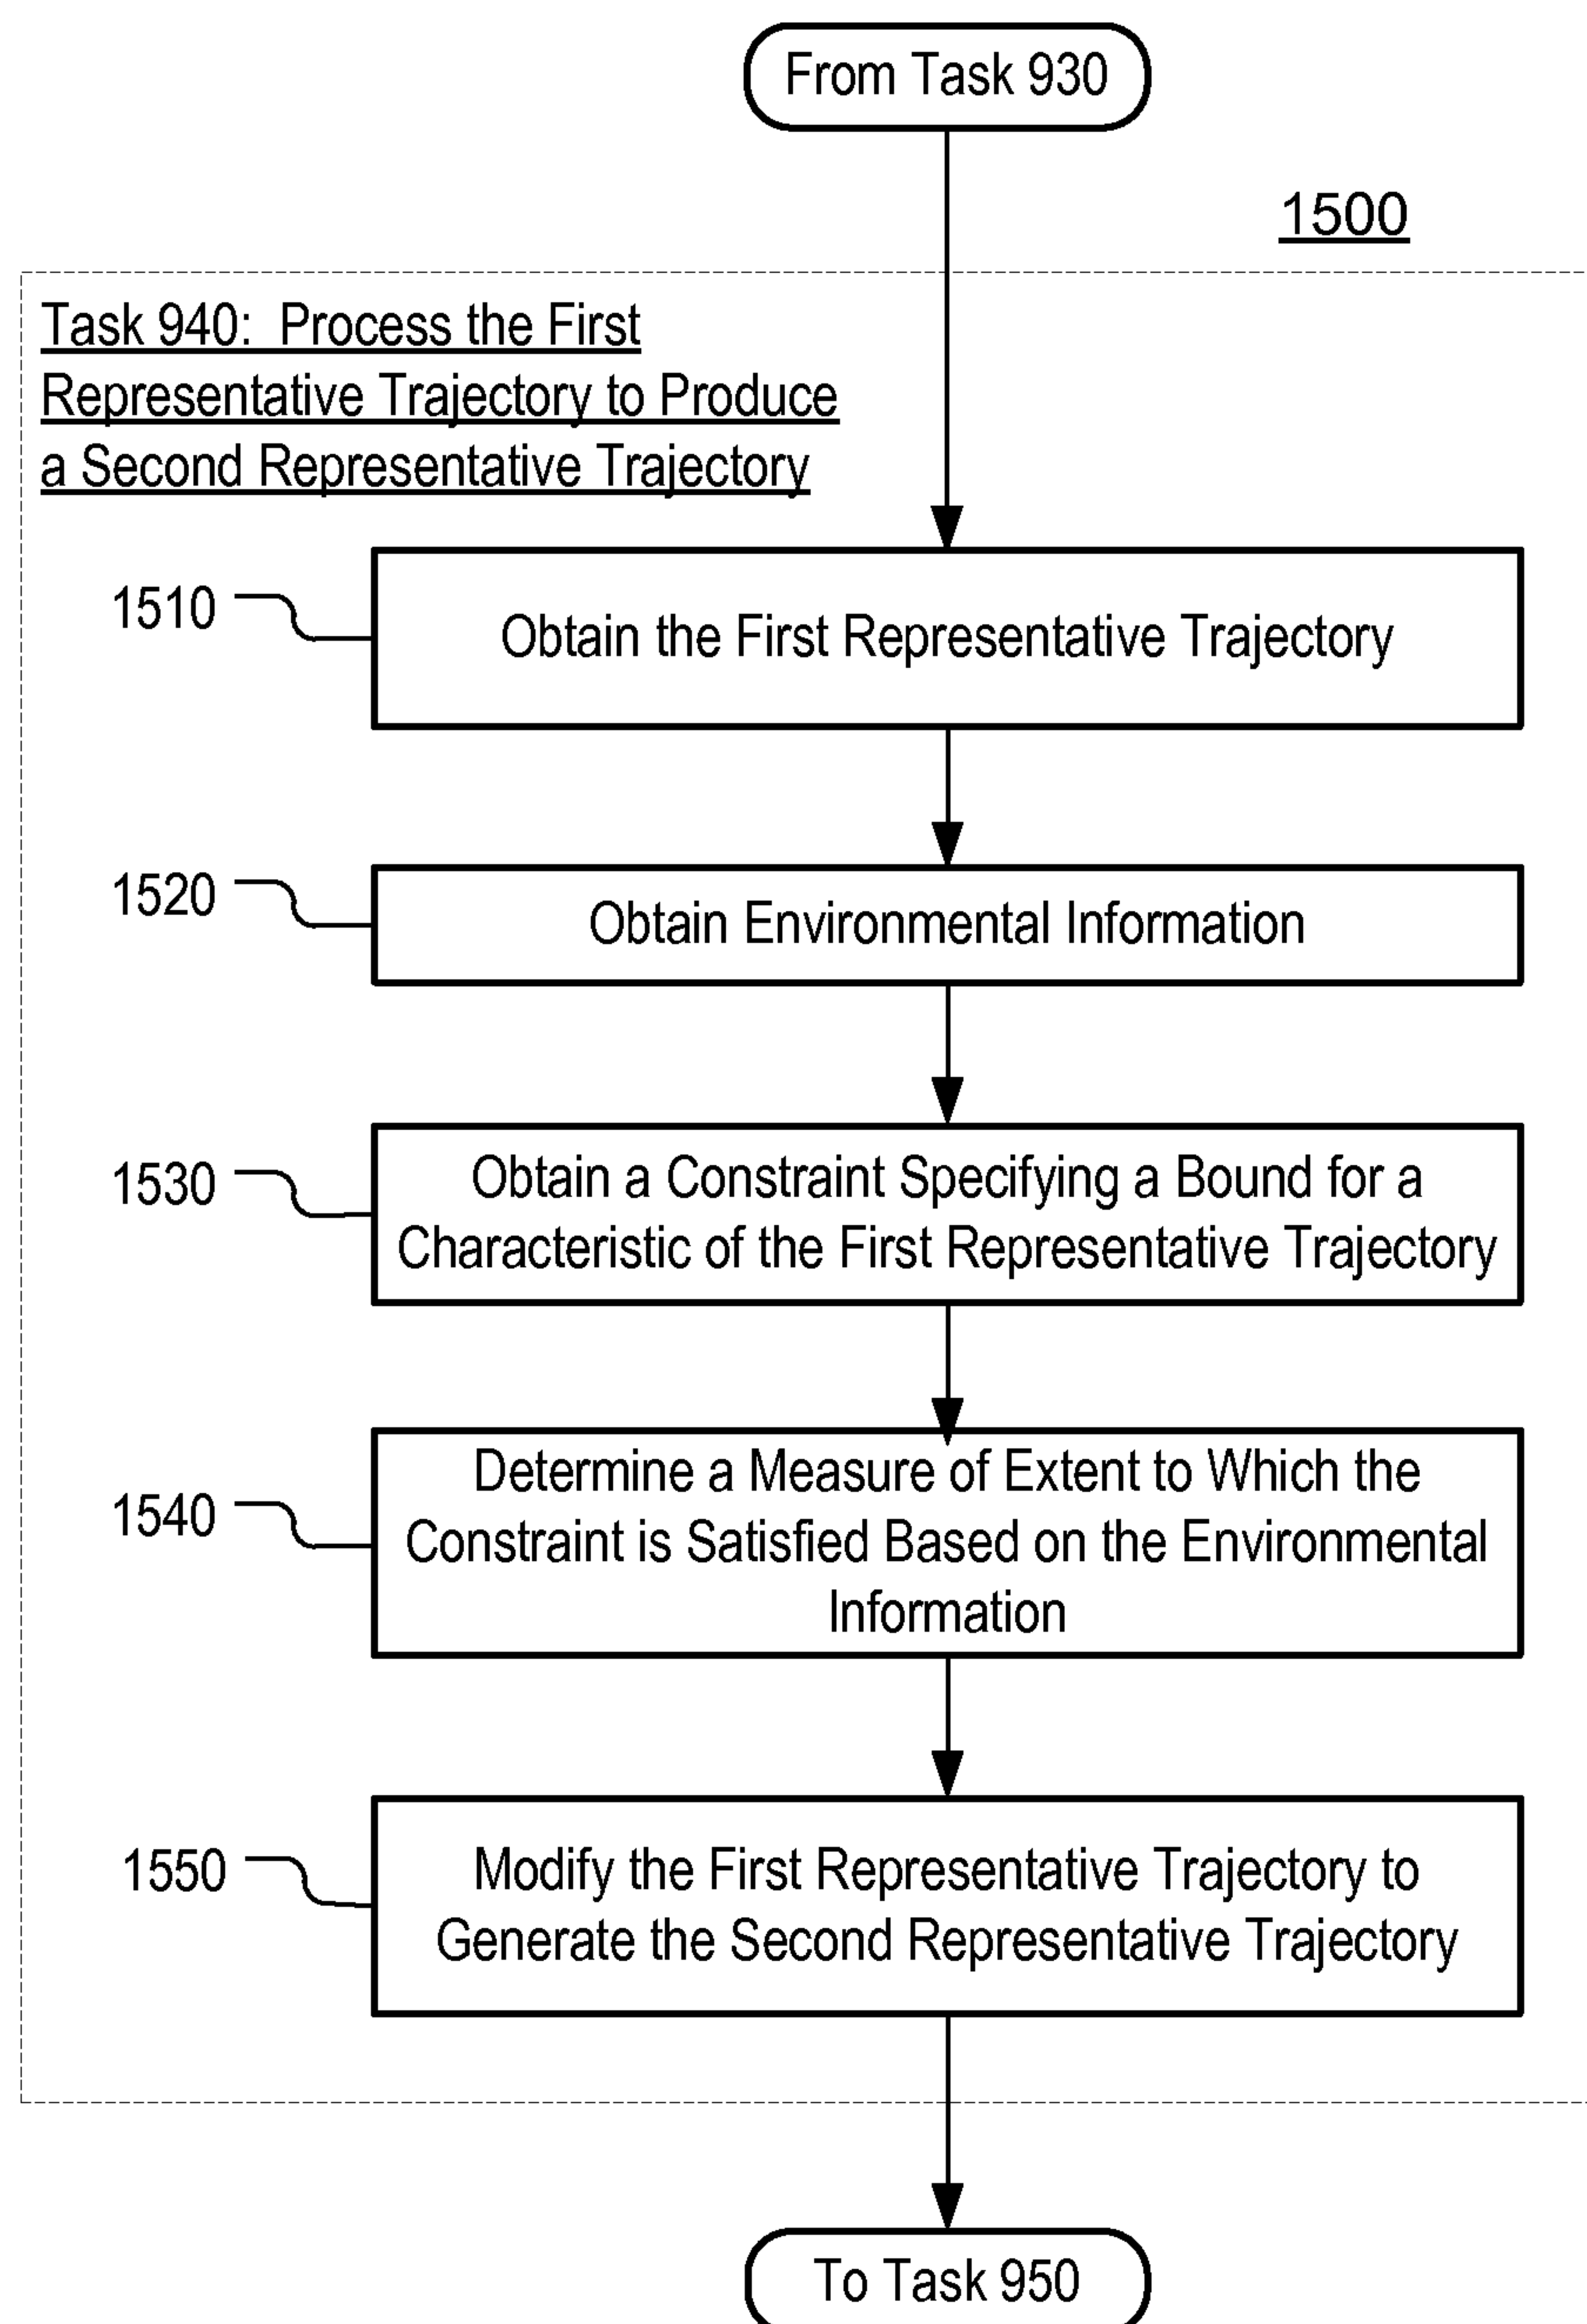 From Task 930
1500
Task 940: Process the First
Representative Trajectory to Produce
a Second Representative Trajectory
1510
Obtain the First Representative Trajectory
1520
Obtain Environmental Information
1530
Obtain a Constraint Specifying a Bound for a
Characteristic of the First Representative Trajectory
1540
Determine a Measure of Extent to Which the
Constraint is Satisfied Based on the Environmental
Information
1550
Modify the First Representative Trajectory to
Generate the Second Representative Trajectory
To Task 950